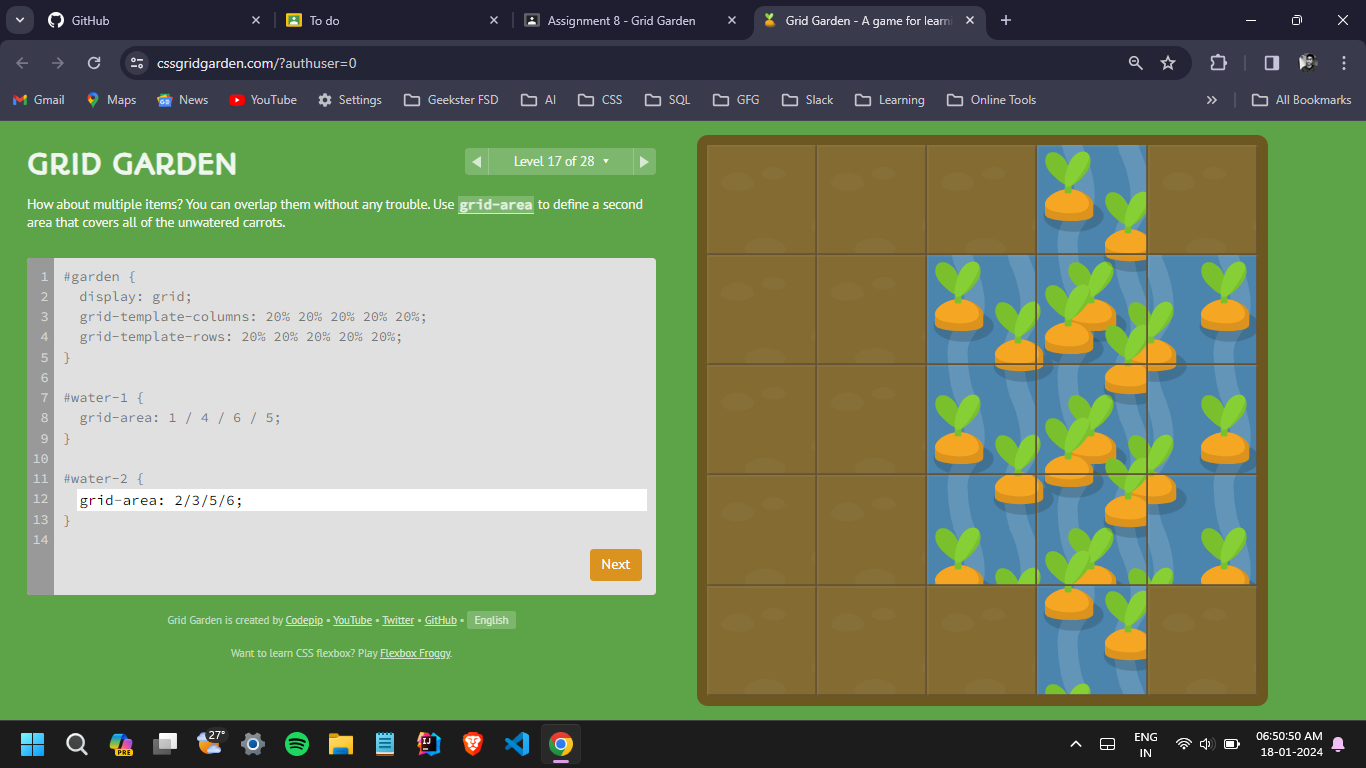 GitHub
To do
Assignment 8 - Grid Garden
Grid Garden - A game for learni
cssgridgarden.com/?authuser=0
Gmail Maps News YouTube Settings Geekster FSD AI CSS SQL GFG Slack Learning Online Tools » All Bookmarks
GRID GARDEN
Level 17 of 28
How about multiple items? You can overlap them without any trouble. Use grid-area to define a second
area that covers all of the unwatered carrots.
1 #garden {
2 display: grid;
3 grid-template-columns: 20% 20% 20% 20% 20%;
4 grid-template-rows: 20% 20% 20% 20% 20%;
5 }
6
7 #water-1 {
8 grid-area: 1 / 4 / 6 / 5;
9 }
10
11 #water-2 {
12 grid-area: 2/3/5/6;
13 }
14
Next
Grid Garden is created by Codepip • YouTube • Twitter • GitHub • English
Want to learn CSS flexbox? Play Flexbox Froggy.
PRE
27°
ENG
IN
06:50:50 AM
18-01-2024